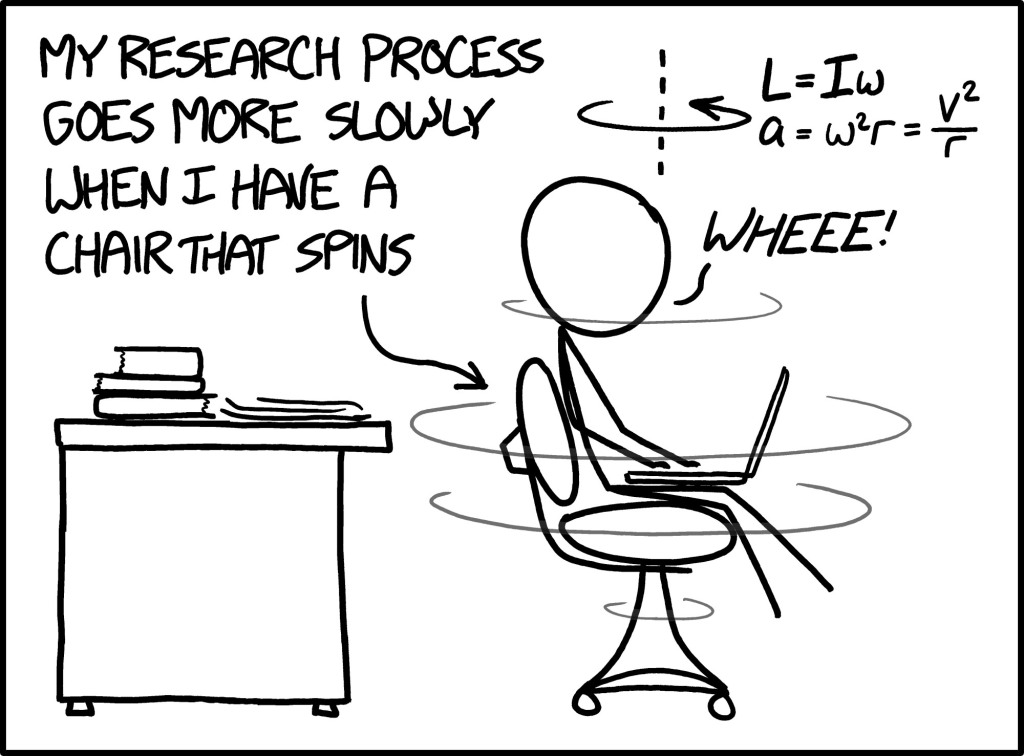 MY RESEARCH PROCESS
GOES MORE SLOWLY
WHEN I HAVE A
CHAIR THAT SPINS
L = Iω
a = ω²r = v²/r
WHEEE!